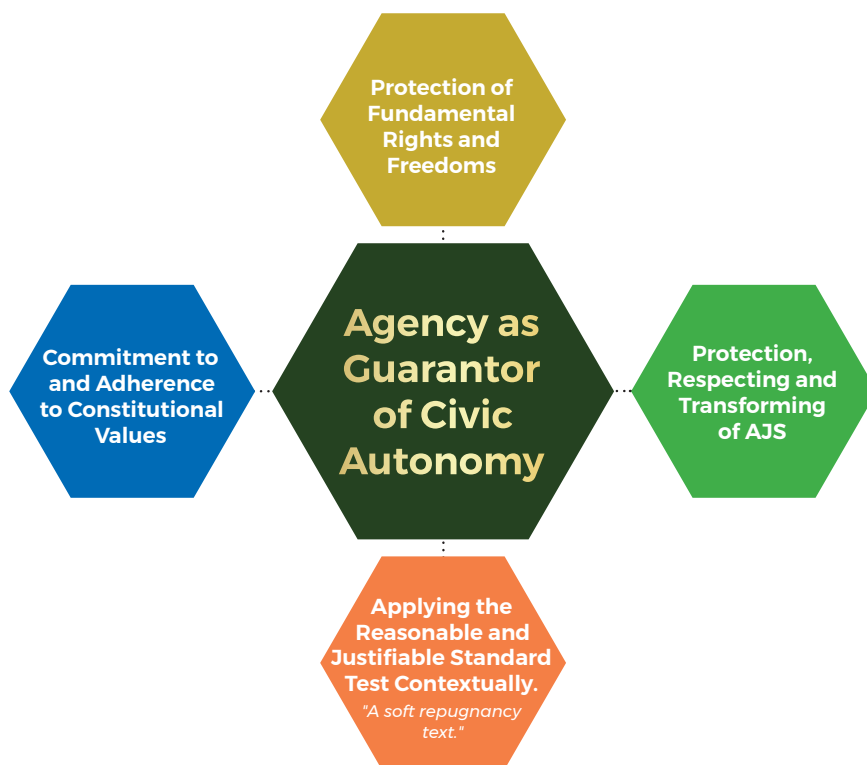 Protection of
Fundamental
Rights and
Freedoms
Commitment to
and Adherence
to Constitutional
Values
Agency as
Guarantor
of Civic
Autonomy
Protection,
Respecting and
Transforming
of AJS
Applying the
Reasonable and
Justifiable Standard
Test Contextually.
"A soft repugnancy
text."